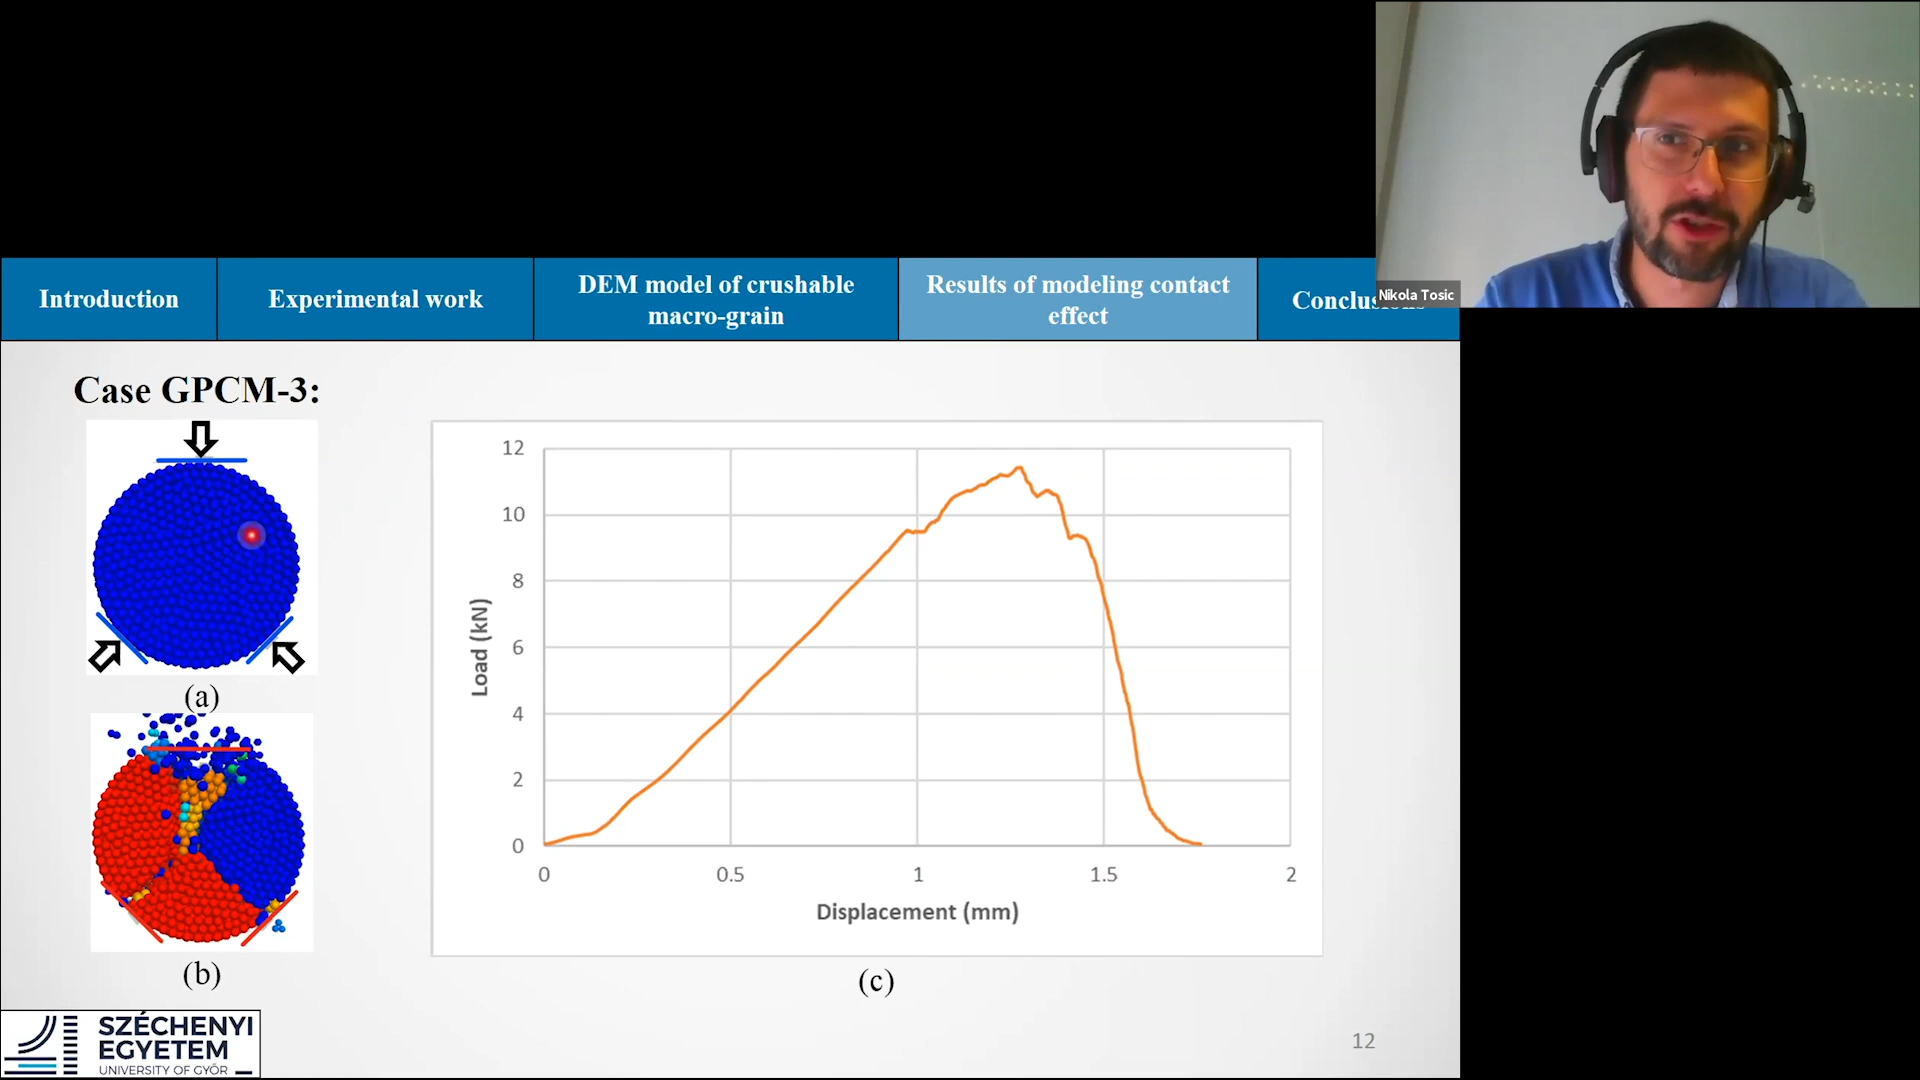 Introduction
Experimental work
DEM model of crushable
macro-grain
Results of modeling contact
effect
Nikola Tosic
Case GPCM-3:
(a)
(b)
12
10
8
6
4
2
0
Load (kN)
0 0.5 1 1.5 2
Displacement (mm)
(c)
SZÉCHENYI
EGYETEM
UNIVERSITY OF GYŐR
12